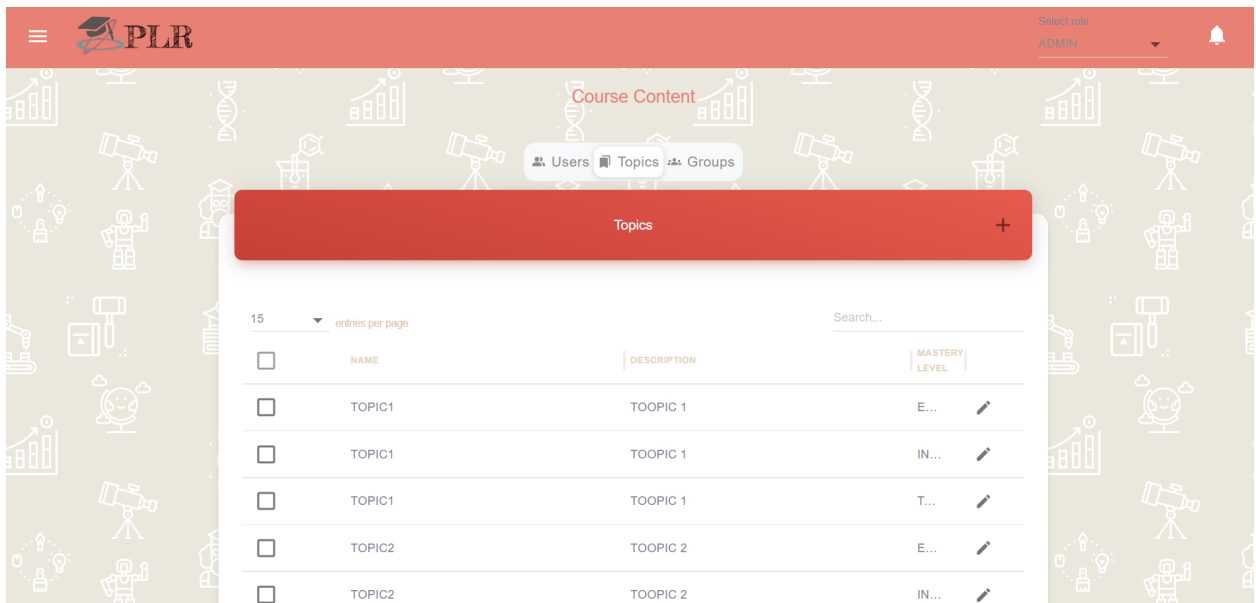 PLR
Select role
ADMIN
Course Content
Users Topics Groups
Topics
15 entries per page
Search...
NAME DESCRIPTION MASTERY LEVEL
TOPIC1 TOOPIC 1 E...
TOPIC1 TOOPIC 1 IN...
TOPIC1 TOOPIC 1 T...
TOPIC2 TOOPIC 2 E...
TOPIC2 TOOPIC 2 IN...